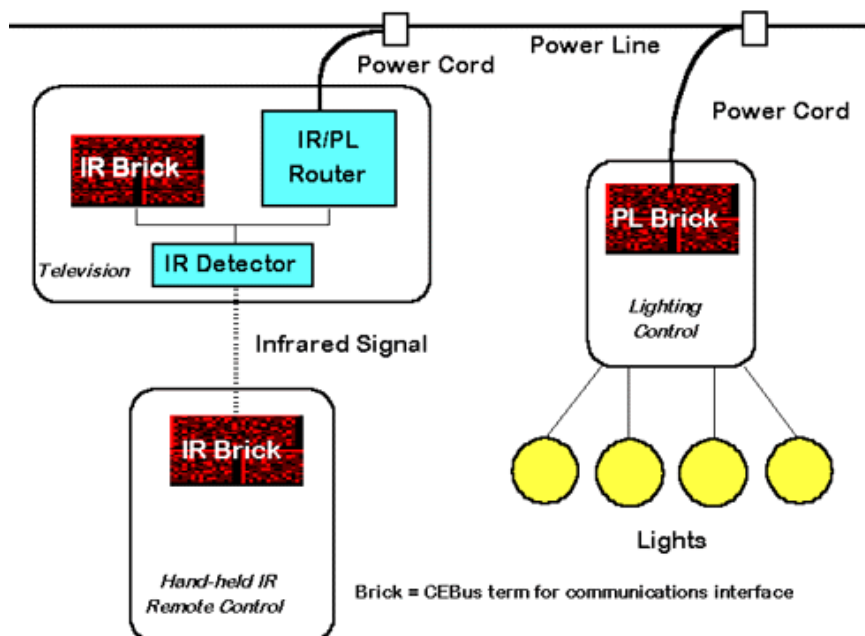 Power Line
Power Cord
Power Cord
IR Brick
IR/PL
Router
IR Detector
Television
PL Brick
Lighting
Control
Infrared Signal
IR Brick
Hand-held IR
Remote Control
Lights
Brick = CEBus term for communications interface